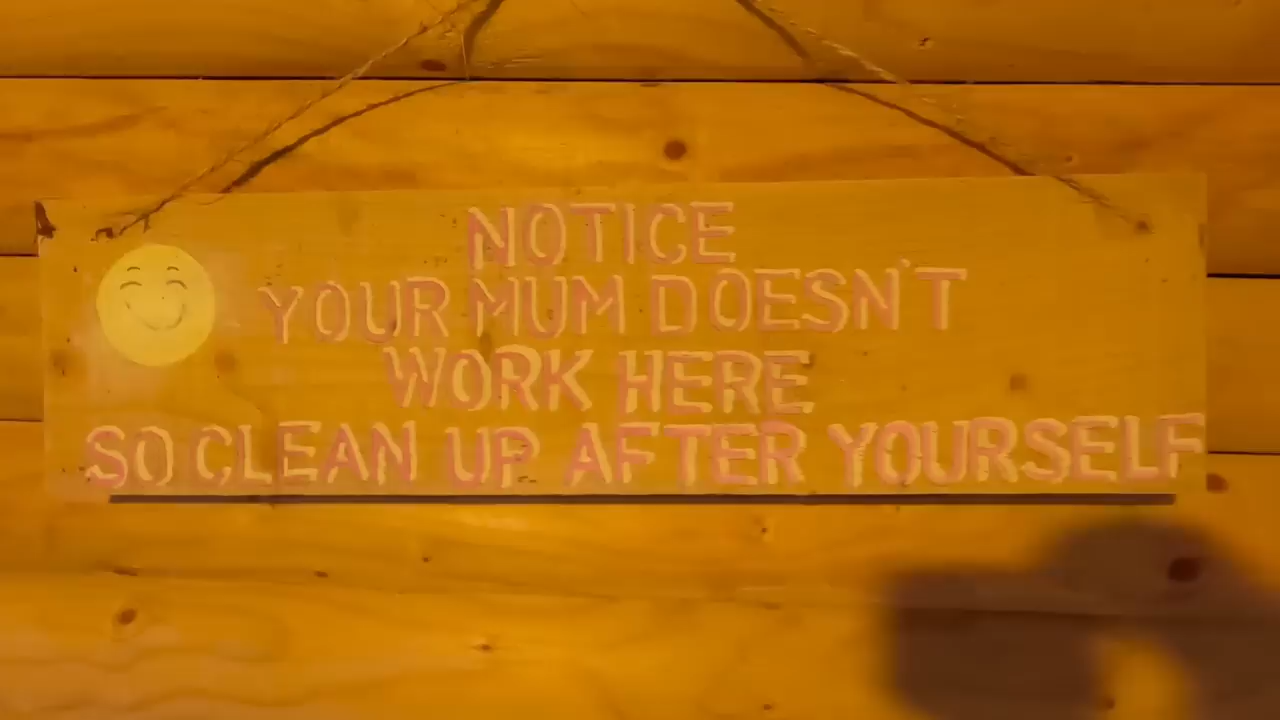 NOTICE
YOUR MUM DOESN'T
WORK HERE
SO CLEAN UP AFTER YOURSELF